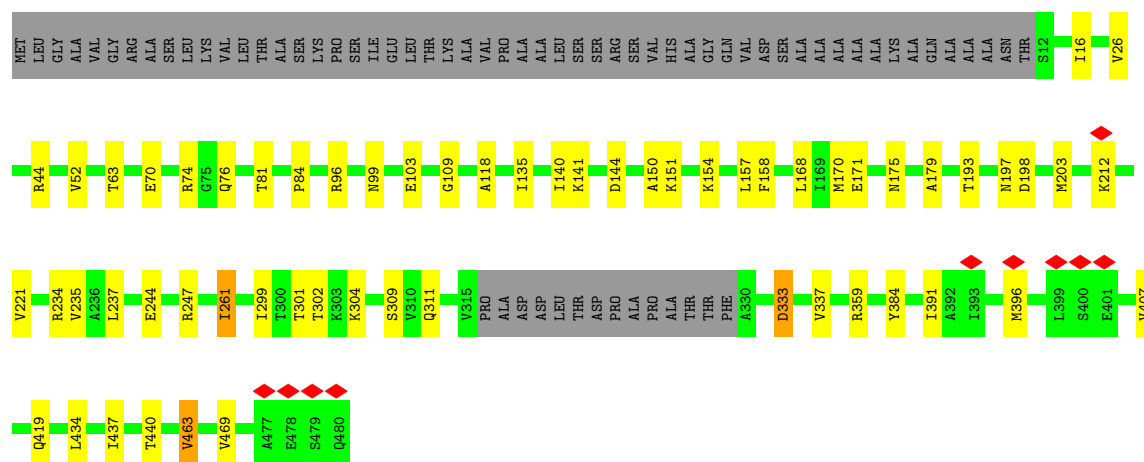 MET LEU GLY ALA VAL GLY ARG ALA SER LEU LYS VAL LEU THR ALA SER LYS PRO SER ILE GLU LEU THR LYS ALA VAL PRO ALA ALA LEU SER SER ARG SER VAL HIS ALA GLY GLN VAL ASP SER ALA ALA ALA ALA ALA LYS ALA GLN ALA ALA ALA ASN THR S12 I16 V26
R44 V52 T63 E70 R74 G75 Q76 T81 P84 R96 N99 E103 G109 A118 I135 I140 K141 D144 A150 K151 K154 L157 F158 L168 I169 M170 E171 N175 A179 T193 N197 D198 M203 K212
V221 R234 V235 A236 L237 E244 R247 I261 I299 T300 T301 T302 K303 K304 S309 V310 Q311 V315 PRO ALA ASP ASP LEU THR ASP PRO ALA PRO ALA THR THR PHE A330 D333 V337 R359 Y384 I391 A392 I393 M396 L399 S400 E401
Q419 L434 I437 T440 V463 V469 A477 E478 S479 Q480